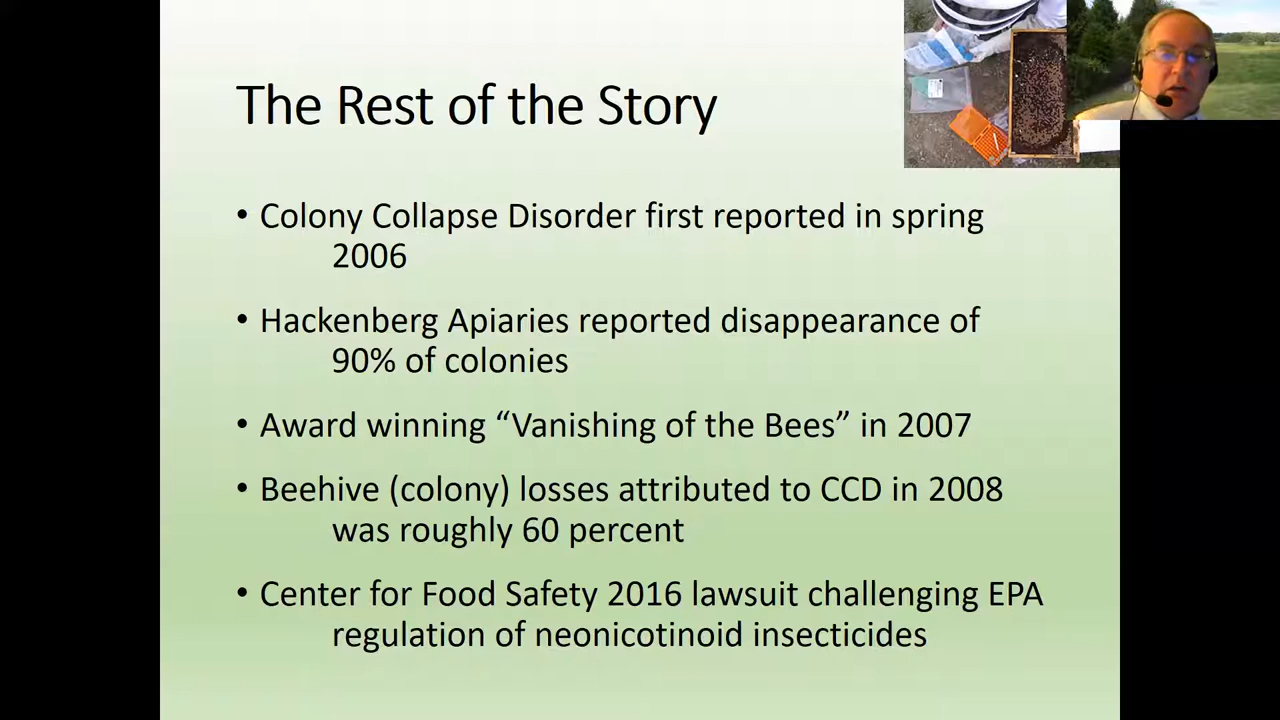 The Rest of the Story
• Colony Collapse Disorder first reported in spring
2006
• Hackenberg Apiaries reported disappearance of
90% of colonies
• Award winning “Vanishing of the Bees” in 2007
• Beehive (colony) losses attributed to CCD in 2008
was roughly 60 percent
• Center for Food Safety 2016 lawsuit challenging EPA
regulation of neonicotinoid insecticides